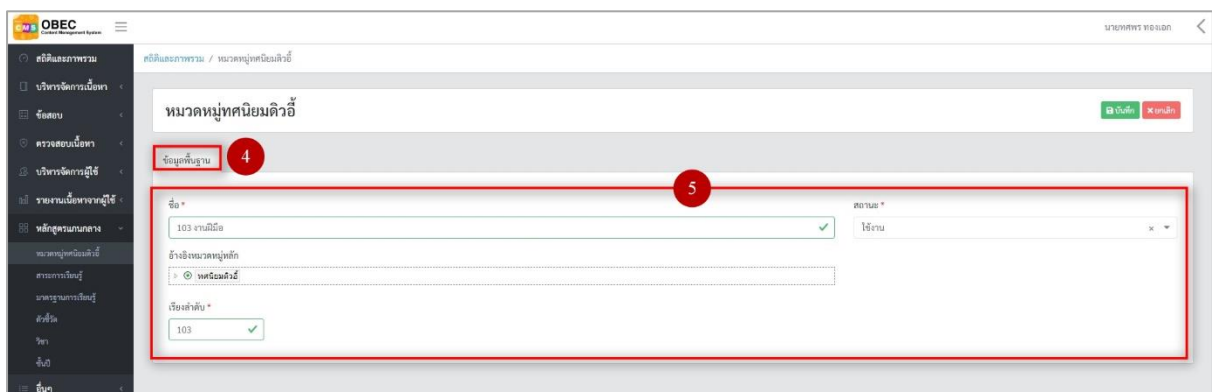 CMS OBEC
Content Management System
นายทศพร ทองเอก
สถิติและภาพรวม
บริหารจัดการเนื้อหา
ข้อสอบ
ตรวจสอบเนื้อหา
บริหารจัดการผู้ใช้
รายงานเนื้อหาจากผู้ใช้
หลักสูตรแกนกลาง
หมวดหมู่ทศนิยมดิวอี้
สาระการเรียนรู้
มาตรฐานการเรียนรู้
ตัวชี้วัด
วิชา
ชั้นปี
อื่นๆ
สถิติและภาพรวม / หมวดหมู่ทศนิยมดิวอี้
หมวดหมู่ทศนิยมดิวอี้
บันทึก ยกเลิก
ข้อมูลพื้นฐาน 4
5
ชื่อ * สถานะ *
103 งานฝีมือ ใช้งาน
อ้างอิงหมวดหมู่หลัก
ทศนิยมดิวอี้
เรียงลำดับ *
103